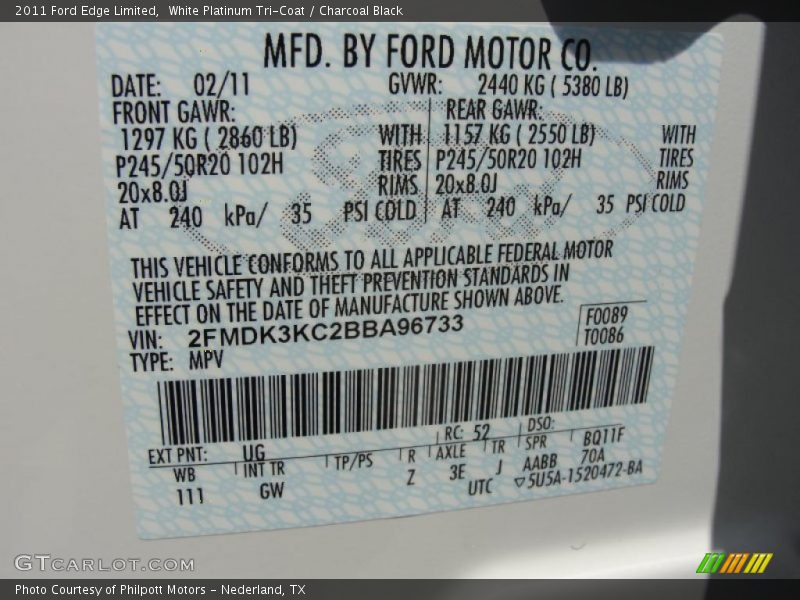 2011 Ford Edge Limited, White Platinum Tri-Coat / Charcoal Black
MFD. BY FORD MOTOR CO.
DATE: 02/11 GVWR: 2440 KG ( 5380 LB)
FRONT GAWR: REAR GAWR:
1297 KG ( 2860 LB) WITH 1157 KG ( 2550 LB) WITH
P245/50R20 102H TIRES P245/50R20 102H TIRES
20x8.0J RIMS 20x8.0J RIMS
AT 240 kPa/ 35 PSI COLD AT 240 kPa/ 35 PSI COLD
Ford
THIS VEHICLE CONFORMS TO ALL APPLICABLE FEDERAL MOTOR
VEHICLE SAFETY AND THEFT PREVENTION STANDARDS IN
EFFECT ON THE DATE OF MANUFACTURE SHOWN ABOVE.
VIN: 2FMDK3KC2BBA96733 F0089
TYPE: MPV T0086
EXT PNT: UG RC: 52 DSO:
WB INT TR TP/PS R AXLE TR SPR BQ11F
111 GW Z 3E J AABB 70A
UTC ▽5U5A-1520472-BA
GTCARLOT.COM
Photo Courtesy of Philpott Motors - Nederland, TX